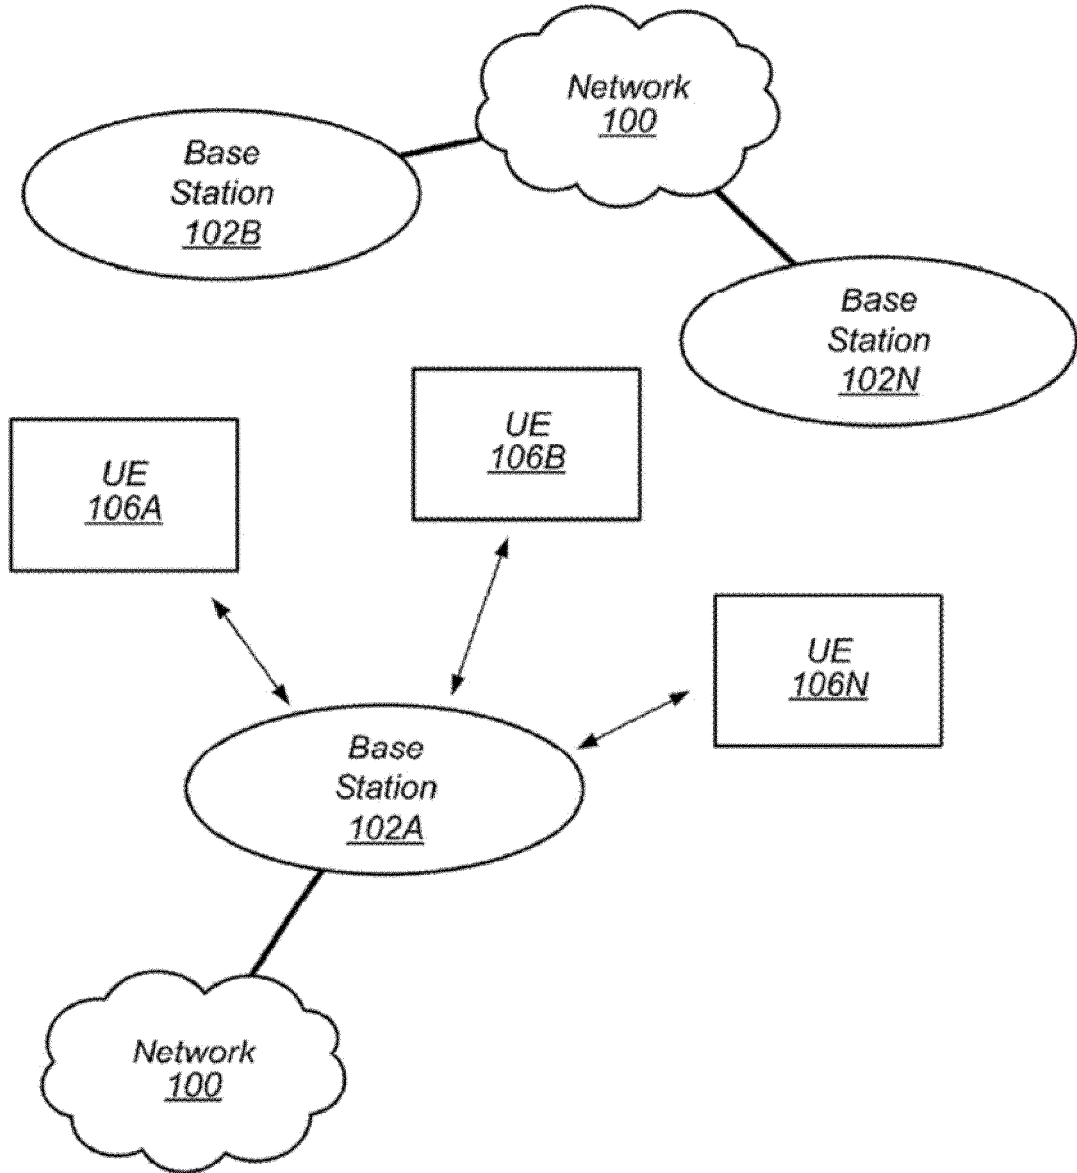 Network
100
Base
Station
102B
Base
Station
102N
UE
106B
UE
106A
UE
106N
Base
Station
102A
Network
100